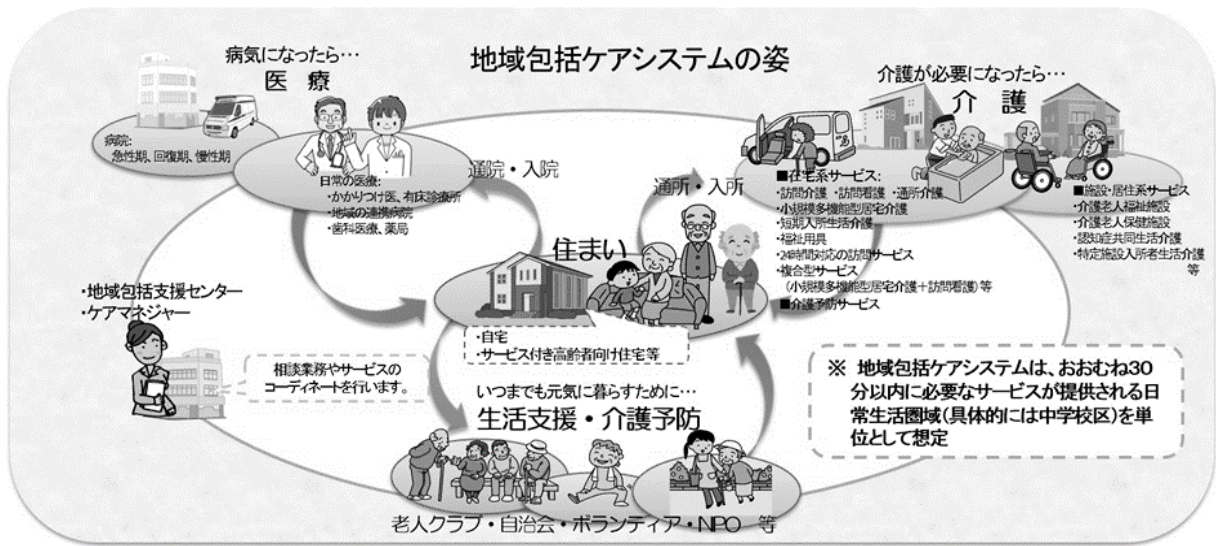 地域包括ケアシステムの姿
病気になったら…
医 療
病院:
急性期、回復期、慢性期
日常の医療:
・かかりつけ医、有床診療所
・地域の連携病院
・歯科医療、薬局
通院・入院
通所・入所
介護が必要になったら…
介 護
■在宅系サービス:
・訪問介護 ・訪問看護 ・通所介護
・小規模多機能型居宅介護
・短期入所生活介護
・福祉用具
・24時間対応の訪問サービス
・複合型サービス
(小規模多機能型居宅介護+訪問看護)等
■介護予防サービス
■施設・居住系サービス
・介護老人福祉施設
・介護老人保健施設
・認知症共同生活介護
・特定施設入所者生活介護
等
住まい
・自宅
・サービス付き高齢者向け住宅等
・地域包括支援センター
・ケアマネジャー
相談業務やサービスの
コーディネートを行います。
いつまでも元気に暮らすために…
生活支援・介護予防
老人クラブ・自治会・ボランティア・NPO 等
※ 地域包括ケアシステムは、おおむね30
分以内に必要なサービスが提供される日
常生活圏域(具体的には中学校区)を単
位として想定